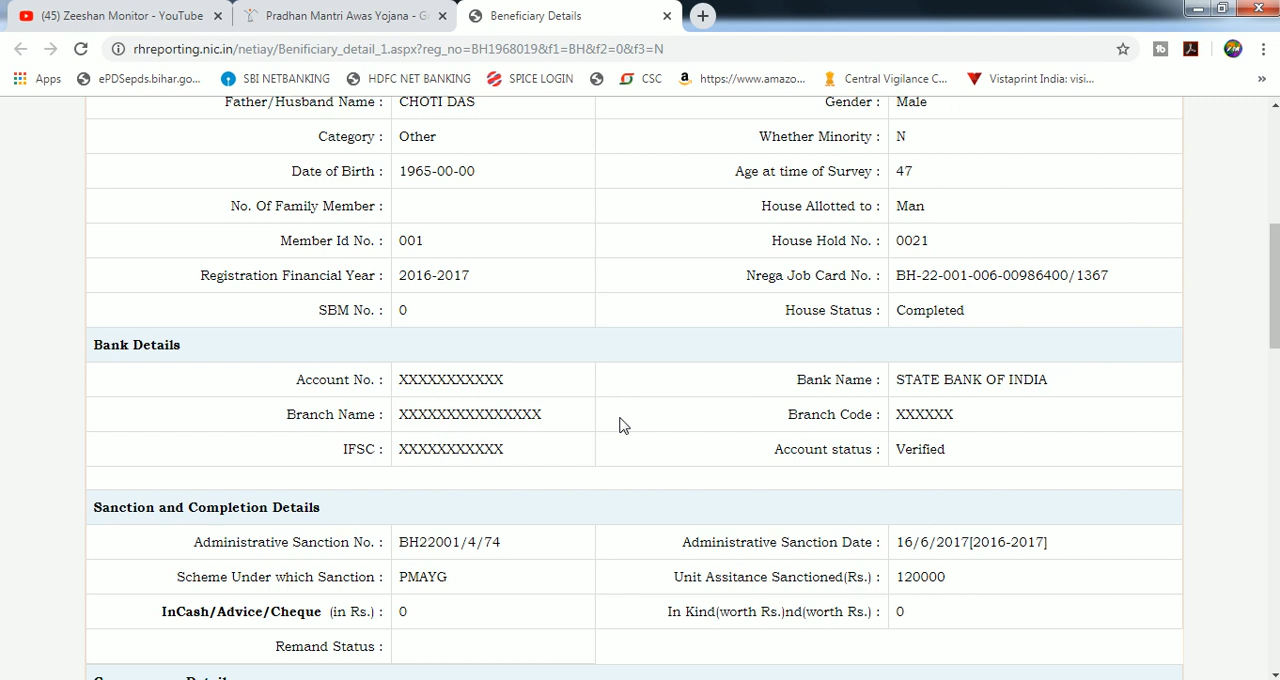 (45) Zeeshan Monitor - YouTube
Pradhan Mantri Awas Yojana - G
Beneficiary Details
rhreporting.nic.in/netiay/Benificiary_detail_1.aspx?reg_no=BH1968019&f1=BH&f2=0&f3=N
Apps ePDSepds.bihar.go... SBI NETBANKING HDFC NET BANKING SPICE LOGIN CSC https://www.amazo... Central Vigilance C... Vistaprint India: visi... »
Father/Husband Name : CHOTI DAS Gender : Male
Category : Other Whether Minority : N
Date of Birth : 1965-00-00 Age at time of Survey : 47
No. Of Family Member : House Allotted to : Man
Member Id No. : 001 House Hold No. : 0021
Registration Financial Year : 2016-2017 Nrega Job Card No. : BH-22-001-006-00986400/1367
SBM No. : 0 House Status : Completed
Bank Details
Account No. : XXXXXXXXXXX Bank Name : STATE BANK OF INDIA
Branch Name : XXXXXXXXXXXXXXX Branch Code : XXXXXX
IFSC : XXXXXXXXXXX Account status : Verified
Sanction and Completion Details
Administrative Sanction No. : BH22001/4/74 Administrative Sanction Date : 16/6/2017[2016-2017]
Scheme Under which Sanction : PMAYG Unit Assitance Sanctioned(Rs.) : 120000
InCash/Advice/Cheque (in Rs.) : 0 In Kind(worth Rs.)nd(worth Rs.) : 0
Remand Status :